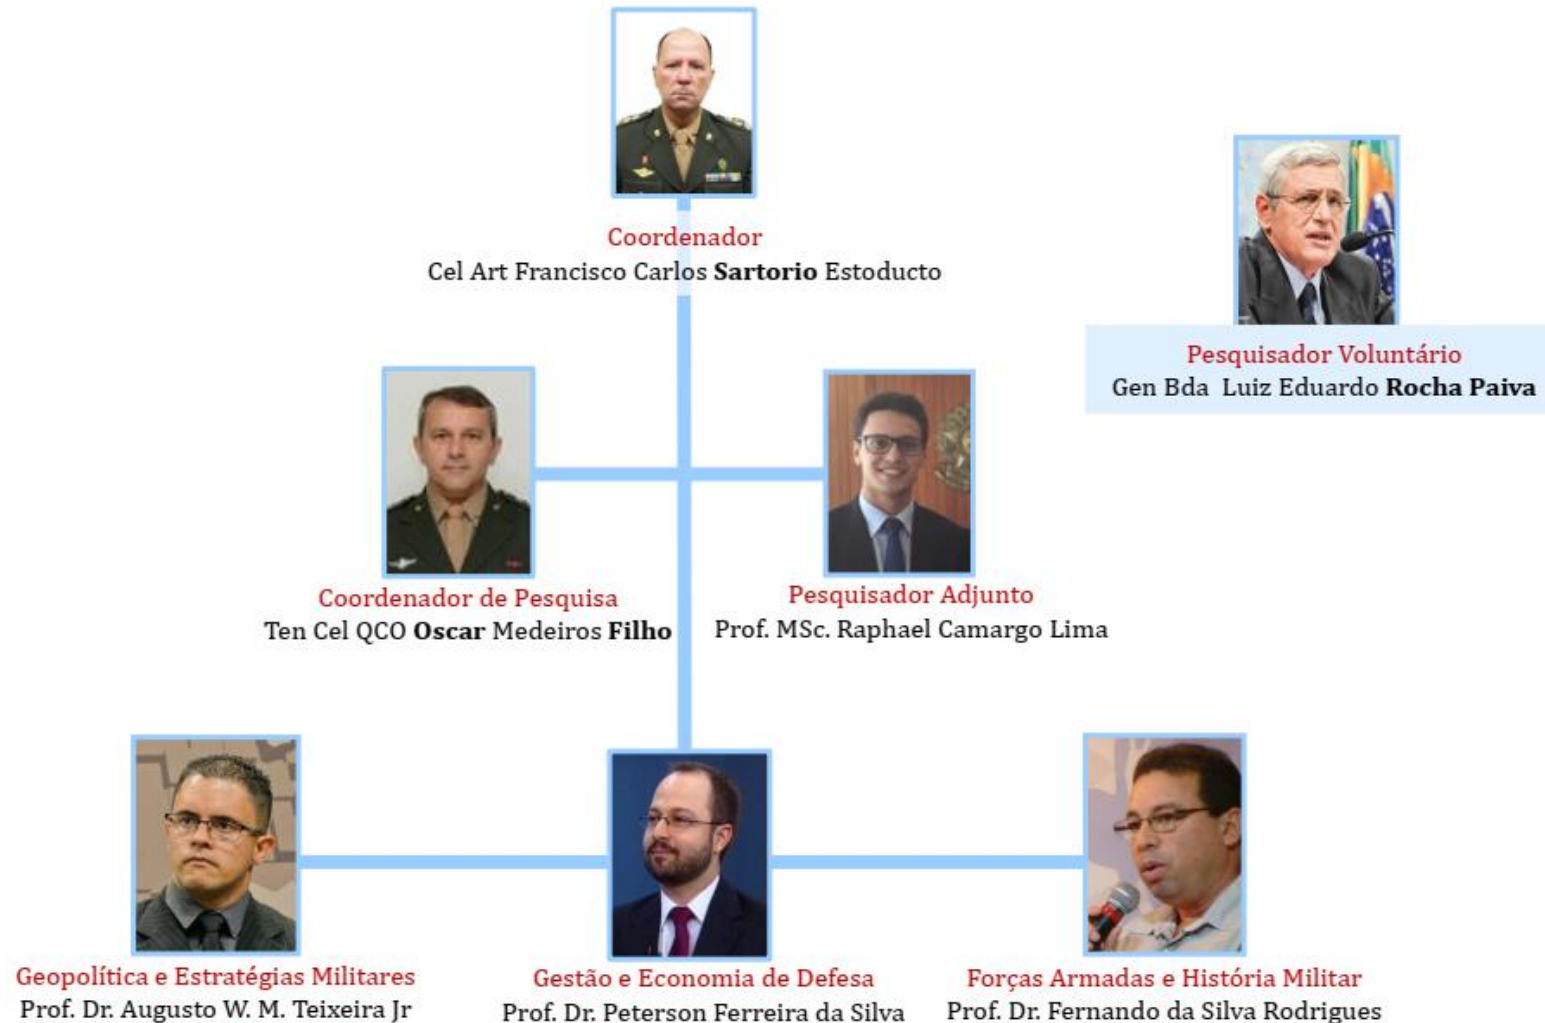 Coordenador
Cel Art Francisco Carlos Sartorio Estoducto
Pesquisador Voluntário
Gen Bda Luiz Eduardo Rocha Paiva
Coordenador de Pesquisa
Ten Cel QCO Oscar Medeiros Filho
Pesquisador Adjunto
Prof. MSc. Raphael Camargo Lima
Geopolítica e Estratégias Militares
Prof. Dr. Augusto W. M. Teixeira Jr
Gestão e Economia de Defesa
Prof. Dr. Peterson Ferreira da Silva
Forças Armadas e História Militar
Prof. Dr. Fernando da Silva Rodrigues